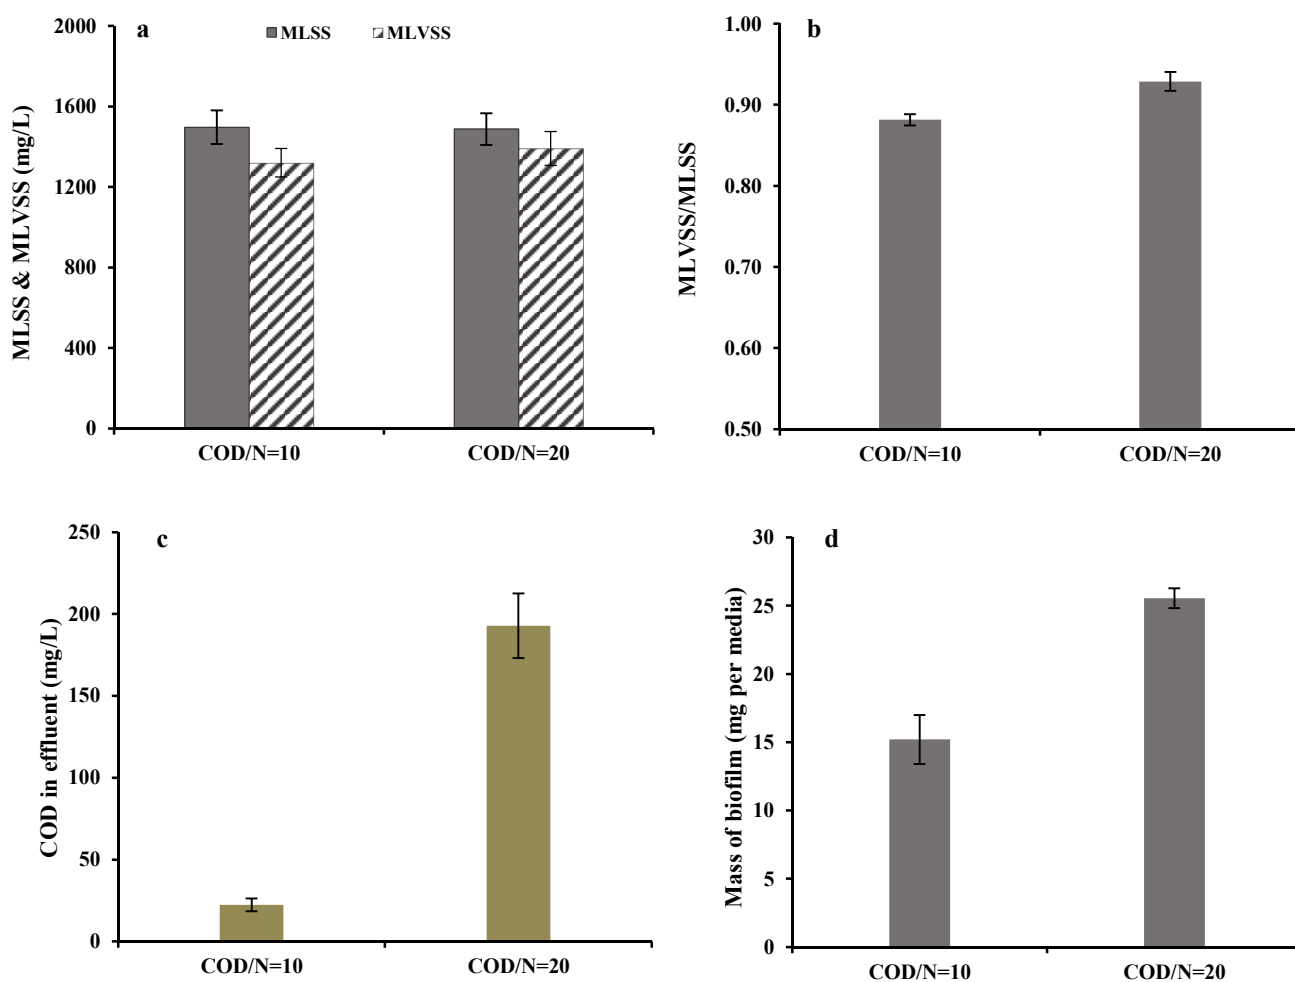 a
MLSS
MLVSS
MLSS & MLVSS (mg/L)
2000
1600
1200
800
400
0
COD/N=10
COD/N=20
b
MLVSS/MLSS
1.00
0.90
0.80
0.70
0.60
0.50
COD/N=10
COD/N=20
c
COD in effluent (mg/L)
250
200
150
100
50
0
COD/N=10
COD/N=20
d
Mass of biofilm (mg per media)
30
25
20
15
10
5
0
COD/N=10
COD/N=20